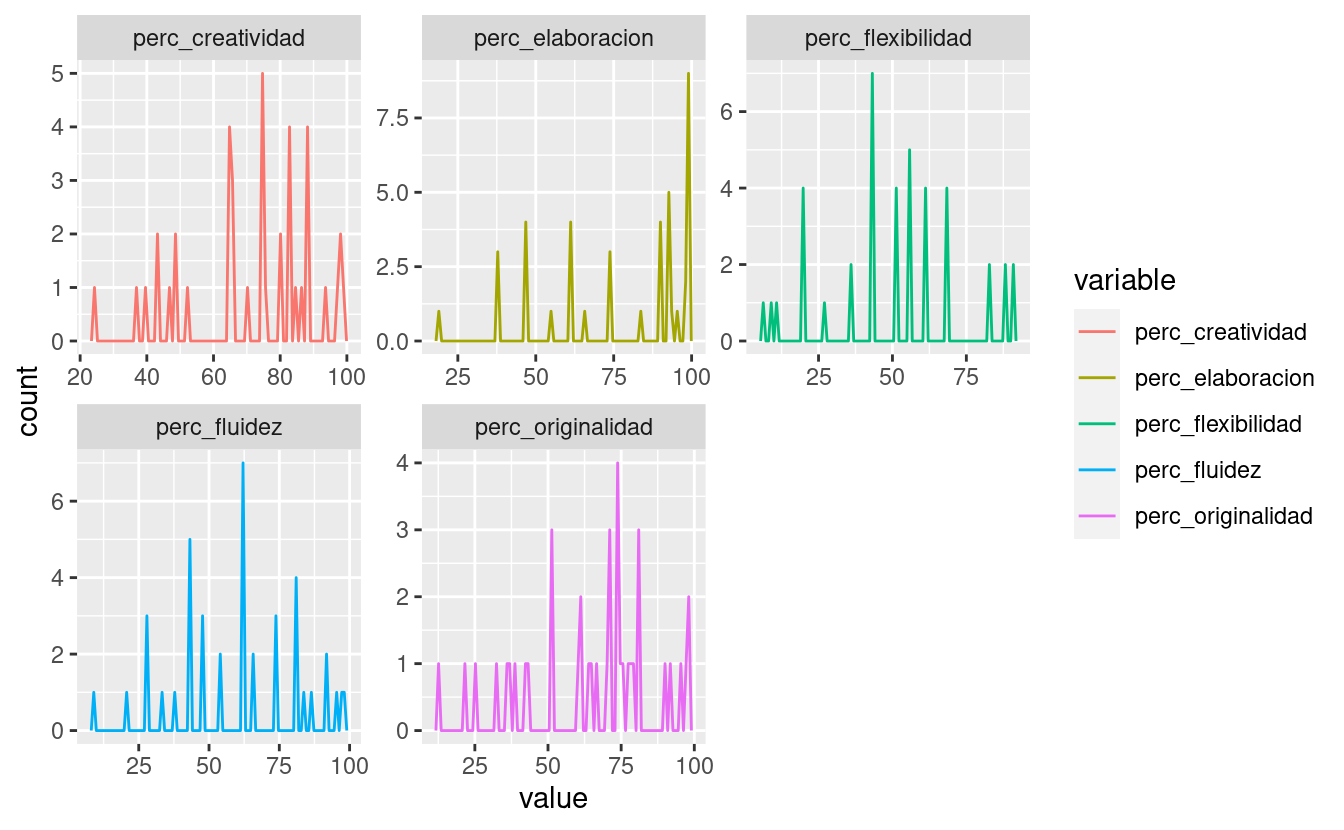 perc_creatividad perc_elaboracion perc_flexibilidad
5
4
3
2
1
0
20 40 60 80 100
7.5
5.0
2.5
0.0
25 50 75 100
6
4
2
0
25 50 75
perc_fluidez perc_originalidad
6
4
2
0
25 50 75 100
4
3
2
1
0
25 50 75 100
count
value
variable
perc_creatividad
perc_elaboracion
perc_flexibilidad
perc_fluidez
perc_originalidad